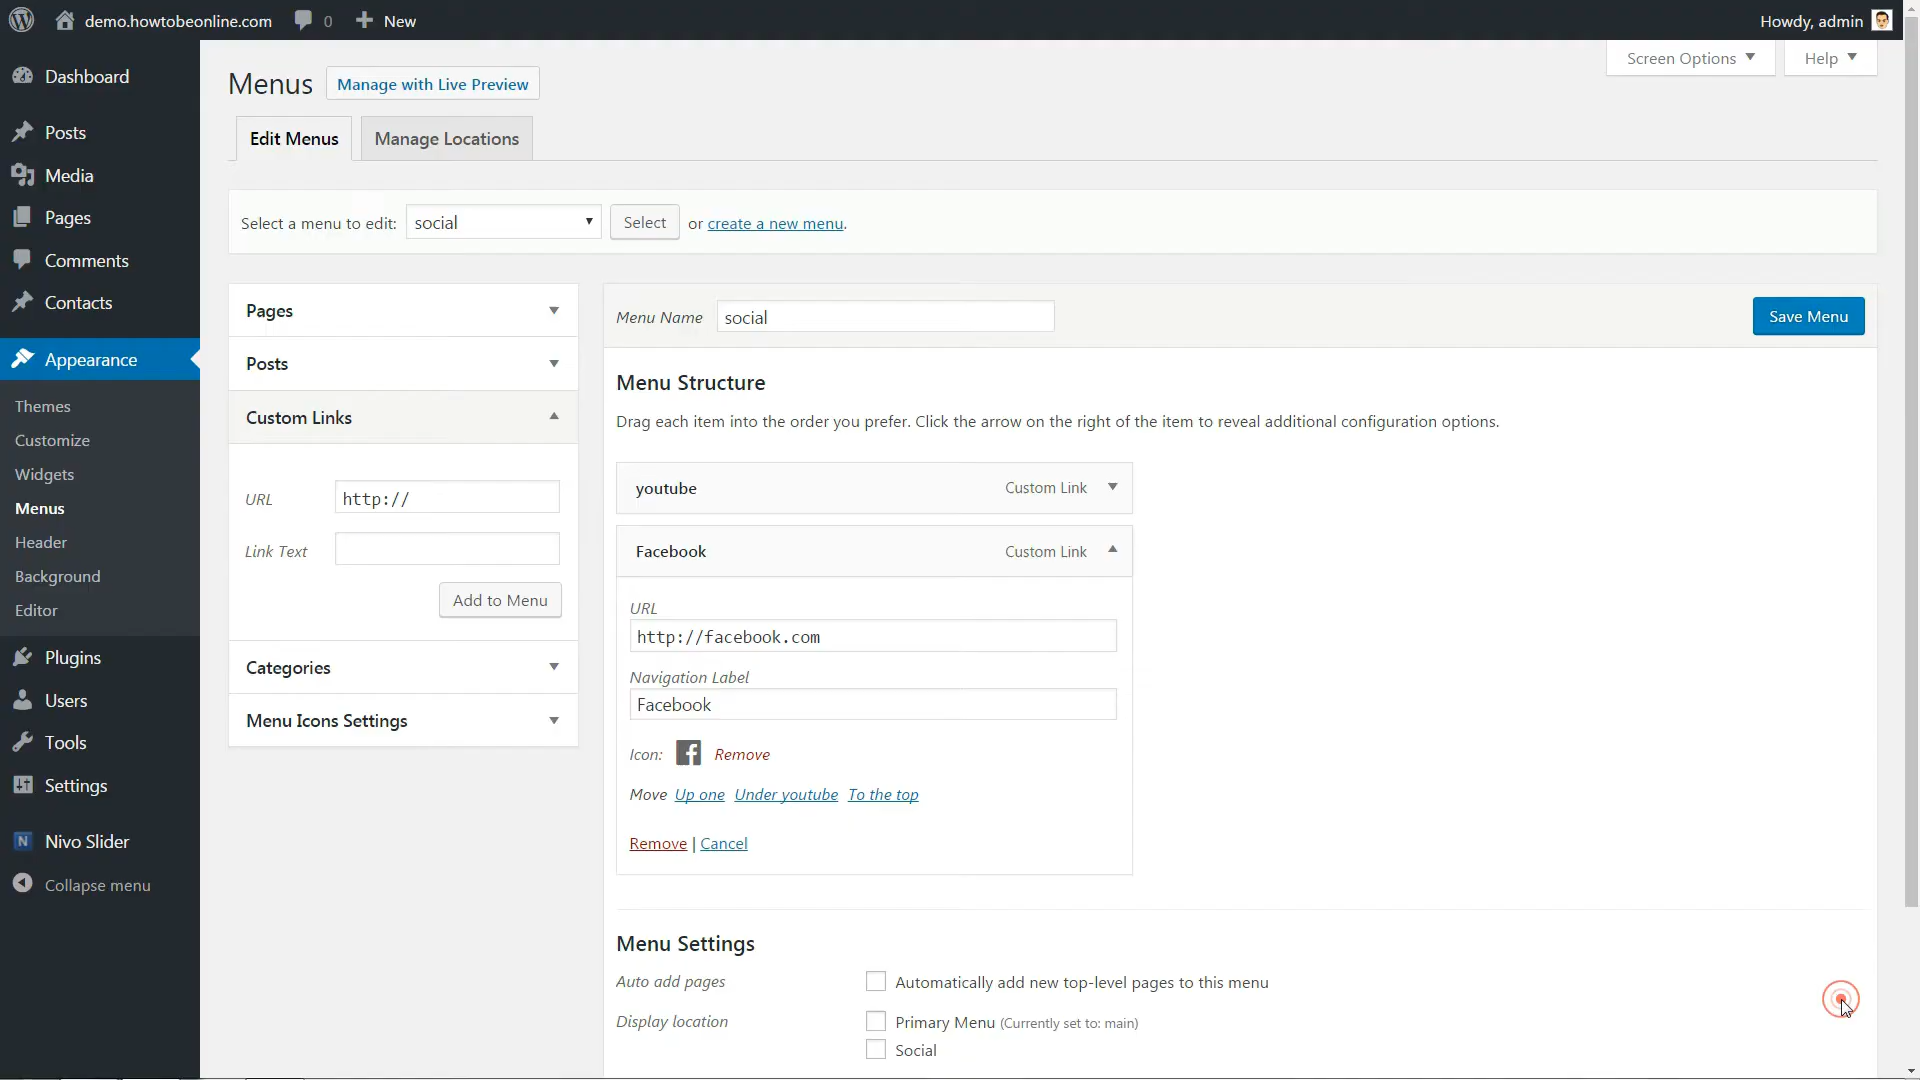 demo.howtobeonline.com 0 New Howdy, admin
Screen Options Help
Dashboard
Posts
Media
Pages
Comments
Contacts
Appearance
Themes
Customize
Widgets
Menus
Header
Background
Editor
Plugins
Users
Tools
Settings
N Nivo Slider
Collapse menu
Menus Manage with Live Preview
Edit Menus Manage Locations
Select a menu to edit: social Select or create a new menu.
Pages
Posts
Custom Links
URL http://
Link Text
Add to Menu
Categories
Menu Icons Settings
Menu Name social Save Menu
Menu Structure
Drag each item into the order you prefer. Click the arrow on the right of the item to reveal additional configuration options.
youtube Custom Link
Facebook Custom Link
URL
http://facebook.com
Navigation Label
Facebook
Icon: Remove
Move Up one Under youtube To the top
Remove | Cancel
Menu Settings
Auto add pages Automatically add new top-level pages to this menu
Display location Primary Menu (Currently set to: main)
Social